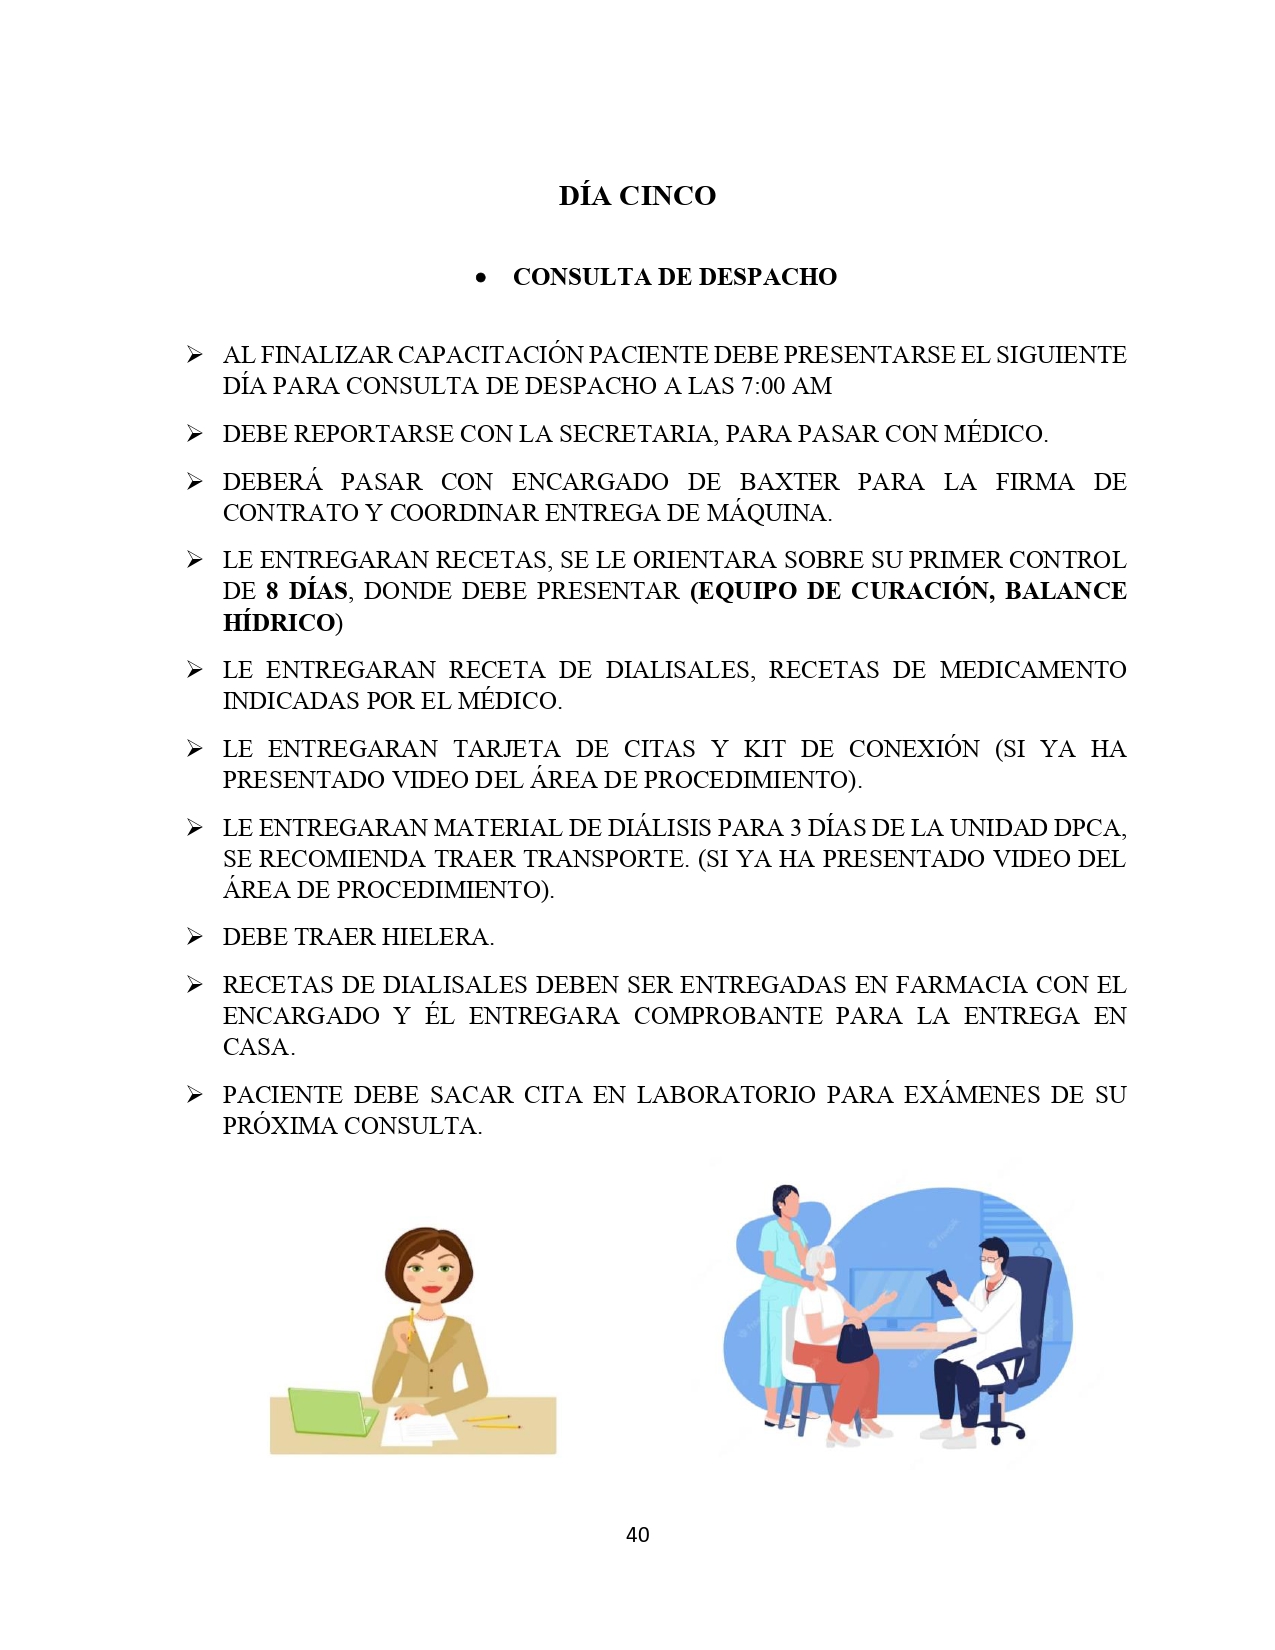 DÍA CINCO
• CONSULTA DE DESPACHO
➢ AL FINALIZAR CAPACITACIÓN PACIENTE DEBE PRESENTARSE EL SIGUIENTE
DÍA PARA CONSULTA DE DESPACHO A LAS 7:00 AM
➢ DEBE REPORTARSE CON LA SECRETARIA, PARA PASAR CON MÉDICO.
➢ DEBERÁ PASAR CON ENCARGADO DE BAXTER PARA LA FIRMA DE
CONTRATO Y COORDINAR ENTREGA DE MÁQUINA.
➢ LE ENTREGARAN RECETAS, SE LE ORIENTARA SOBRE SU PRIMER CONTROL
DE 8 DÍAS, DONDE DEBE PRESENTAR (EQUIPO DE CURACIÓN, BALANCE
HÍDRICO)
➢ LE ENTREGARAN RECETA DE DIALISALES, RECETAS DE MEDICAMENTO
INDICADAS POR EL MÉDICO.
➢ LE ENTREGARAN TARJETA DE CITAS Y KIT DE CONEXIÓN (SI YA HA
PRESENTADO VIDEO DEL ÁREA DE PROCEDIMIENTO).
➢ LE ENTREGARAN MATERIAL DE DIÁLISIS PARA 3 DÍAS DE LA UNIDAD DPCA,
SE RECOMIENDA TRAER TRANSPORTE. (SI YA HA PRESENTADO VIDEO DEL
ÁREA DE PROCEDIMIENTO).
➢ DEBE TRAER HIELERA.
➢ RECETAS DE DIALISALES DEBEN SER ENTREGADAS EN FARMACIA CON EL
ENCARGADO Y ÉL ENTREGARA COMPROBANTE PARA LA ENTREGA EN
CASA.
➢ PACIENTE DEBE SACAR CITA EN LABORATORIO PARA EXÁMENES DE SU
PRÓXIMA CONSULTA.
40